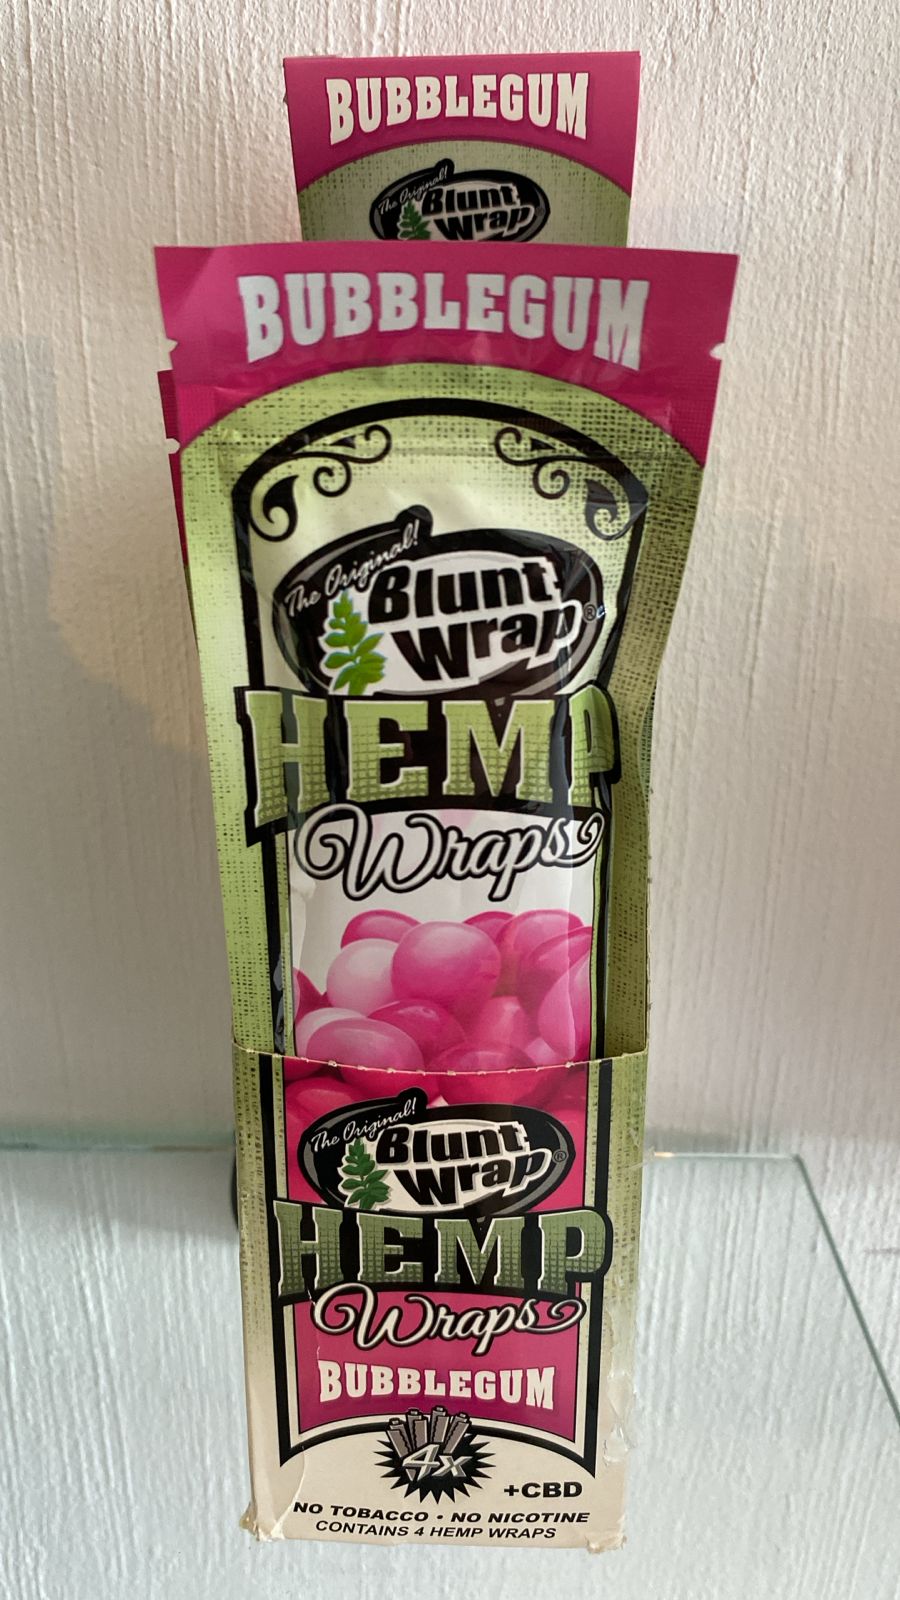 BUBBLEGUM
The Original!
Blunt
Wrap
BUBBLEGUM
The Original!
Blunt
Wrap®
HEMP
Wraps
The Original!
Blunt
Wrap®
HEMP
Wraps
BUBBLEGUM
4x
+CBD
NO TOBACCO • NO NICOTINE
CONTAINS 4 HEMP WRAPS